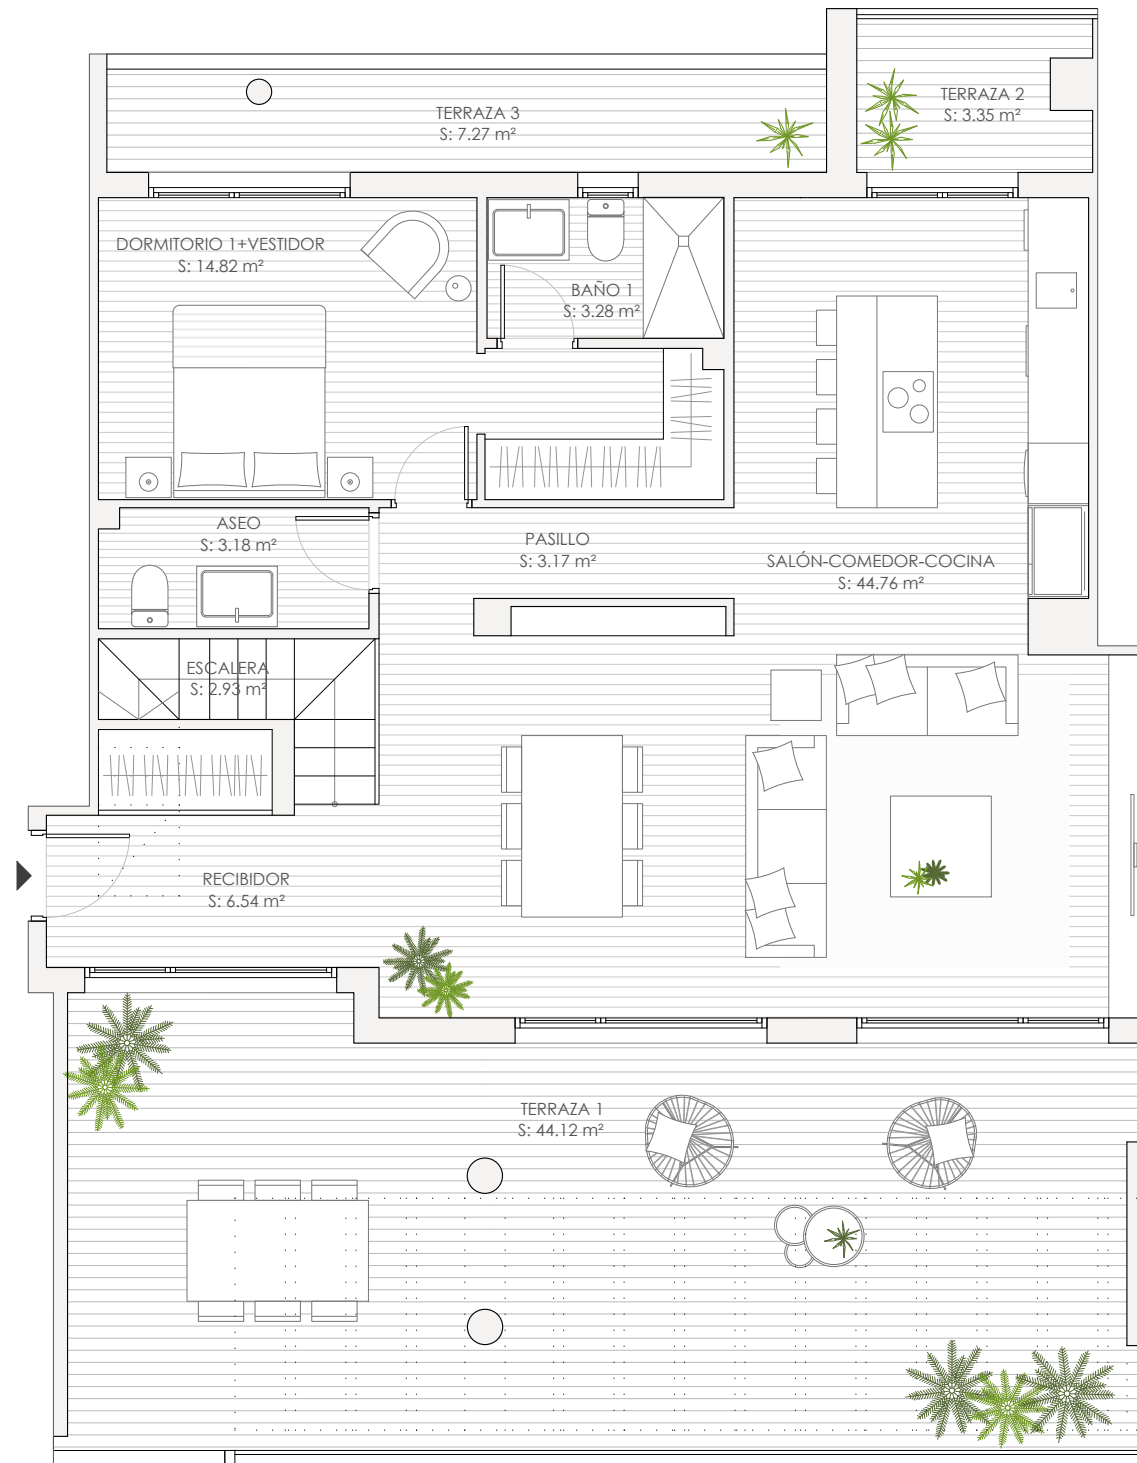 TERRAZA 2
S: 3.35 m²
TERRAZA 3
S: 7.27 m²
DORMITORIO 1+VESTIDOR
S: 14.82 m²
BAÑO 1
S: 3.28 m²
ASEO
S: 3.18 m²
PASILLO
S: 3.17 m²
SALÓN-COMEDOR-COCINA
S: 44.76 m²
ESCALERA
S: 2.93 m²
RECIBIDOR
S: 6.54 m²
TERRAZA 1
S: 44.12 m²